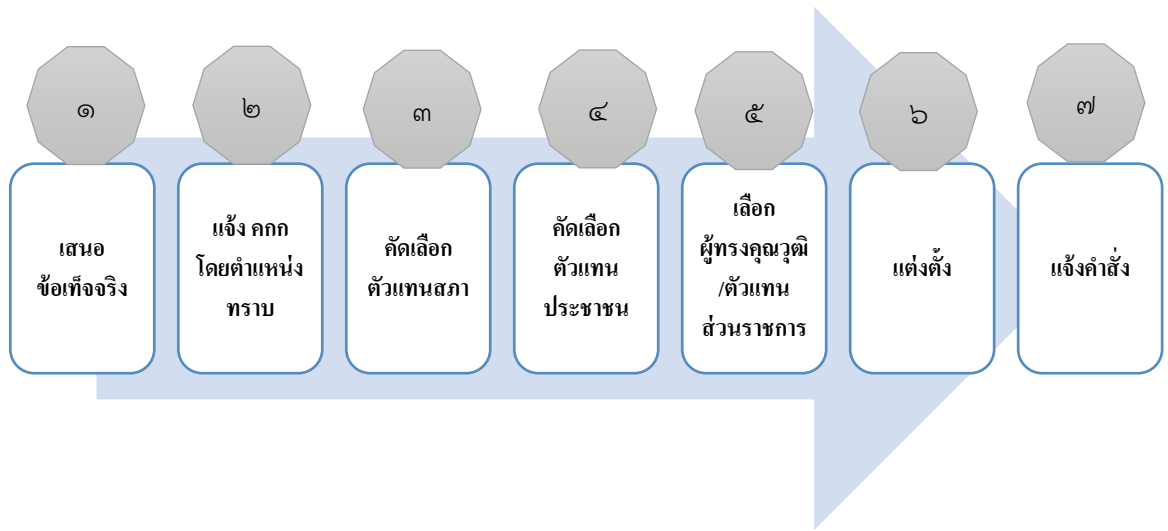 ๑
เสนอ
ข้อเท็จจริง
๒
แจ้ง คกก
โดยตำแหน่ง
ทราบ
๓
คัดเลือก
ตัวแทนสภา
๔
คัดเลือก
ตัวแทน
ประชาชน
๕
เลือก
ผู้ทรงคุณวุฒิ
/ตัวแทน
ส่วนราชการ
๖
แต่งตั้ง
๗
แจ้งคำสั่ง